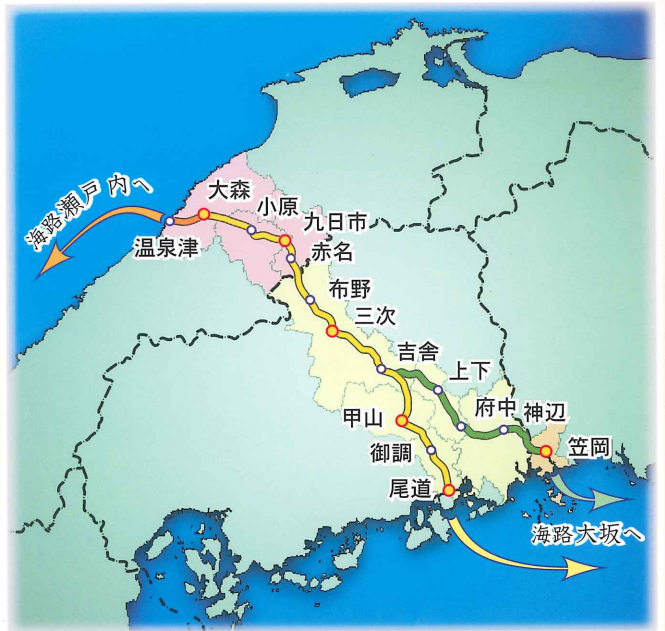 海路瀬戸内へ
大森
小原
九日市
温泉津
赤名
布野
三次
吉舎
上下
府中
神辺
甲山
御調
笠岡
尾道
海路大坂へ